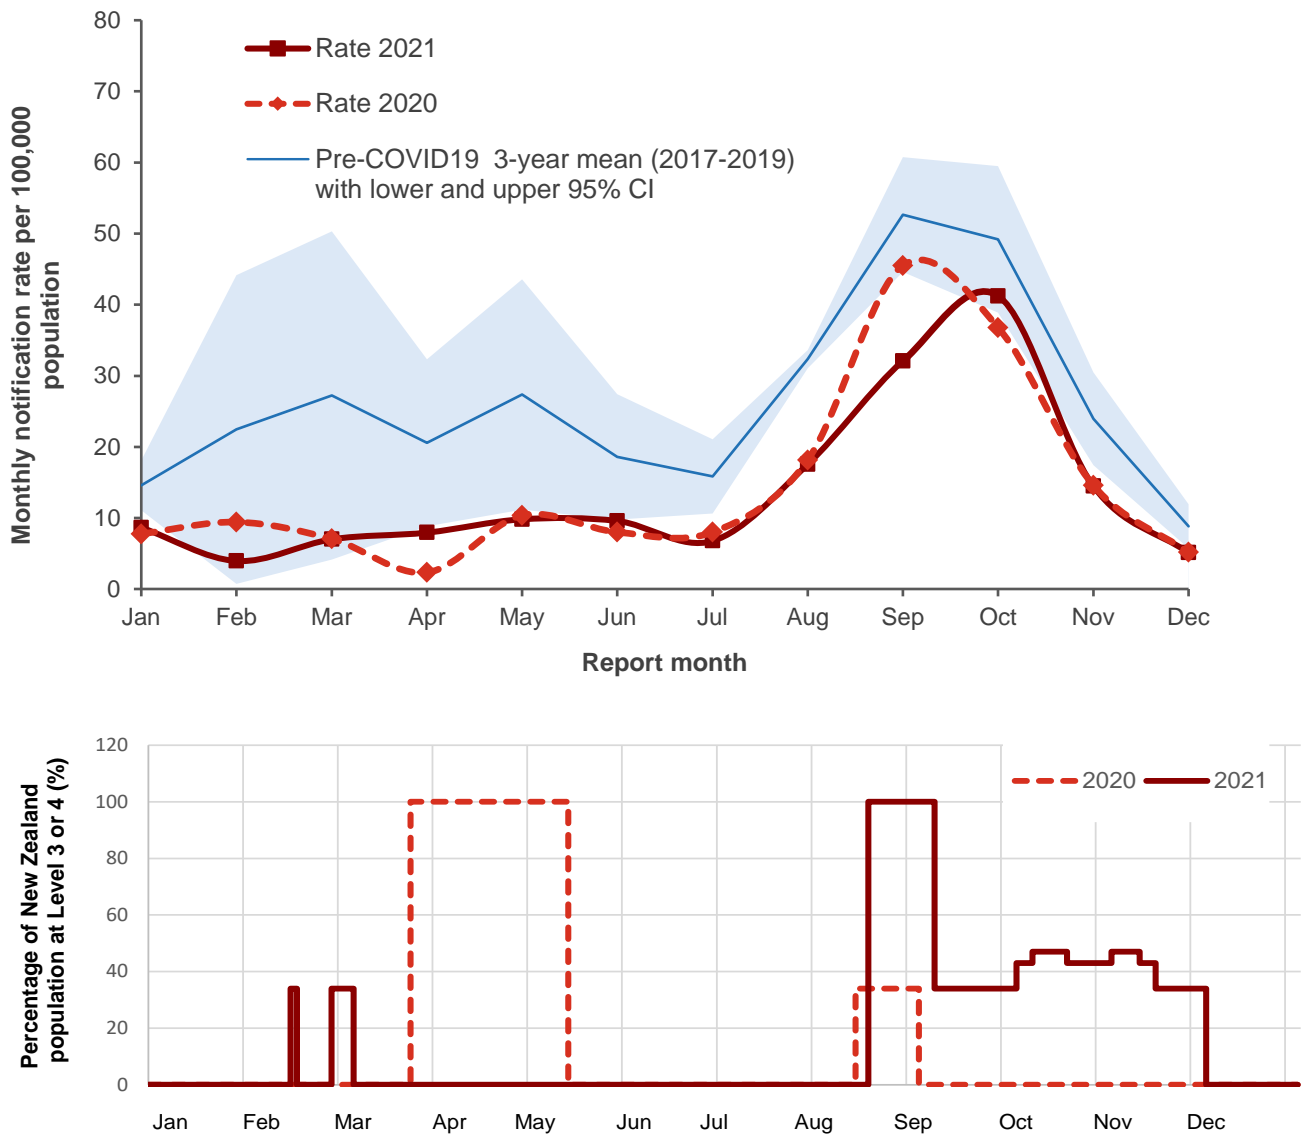 80
70
60
50
40
30
20
10
0
Monthly notification rate per 100,000
population
Rate 2021
Rate 2020
Pre-COVID19 3-year mean (2017-2019)
with lower and upper 95% CI
Jan Feb Mar Apr May Jun Jul Aug Sep Oct Nov Dec
Report month
120
100
80
60
40
20
0
Percentage of New Zealand
population at Level 3 or 4 (%)
2020 2021
Jan Feb Mar Apr May Jun Jul Aug Sep Oct Nov Dec